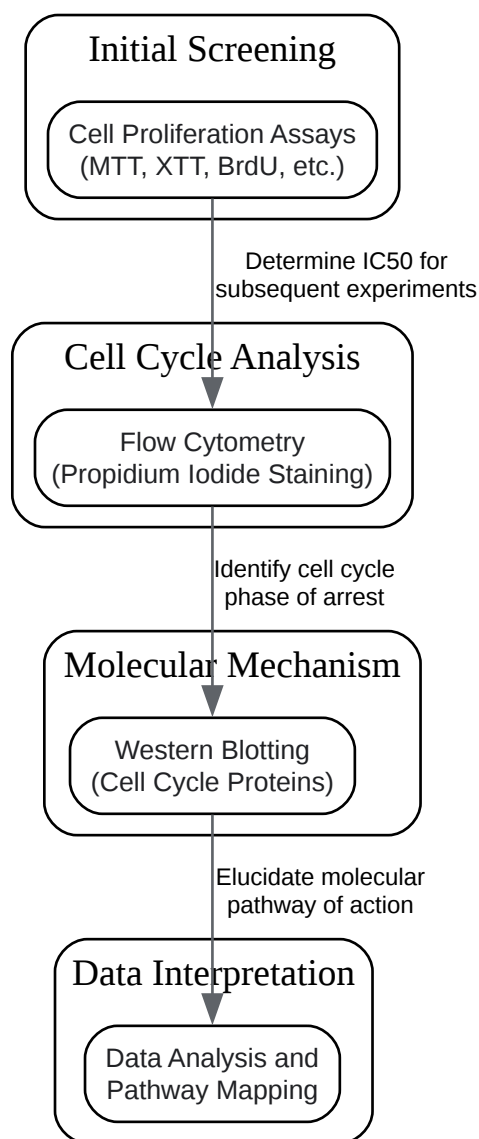 Initial Screening
Cell Proliferation Assays
(MTT, XTT, BrdU, etc.)
Determine IC50 for
subsequent experiments
Cell Cycle Analysis
Flow Cytometry
(Propidium Iodide Staining)
Identify cell cycle
phase of arrest
Molecular Mechanism
Western Blotting
(Cell Cycle Proteins)
Elucidate molecular
pathway of action
Data Interpretation
Data Analysis and
Pathway Mapping